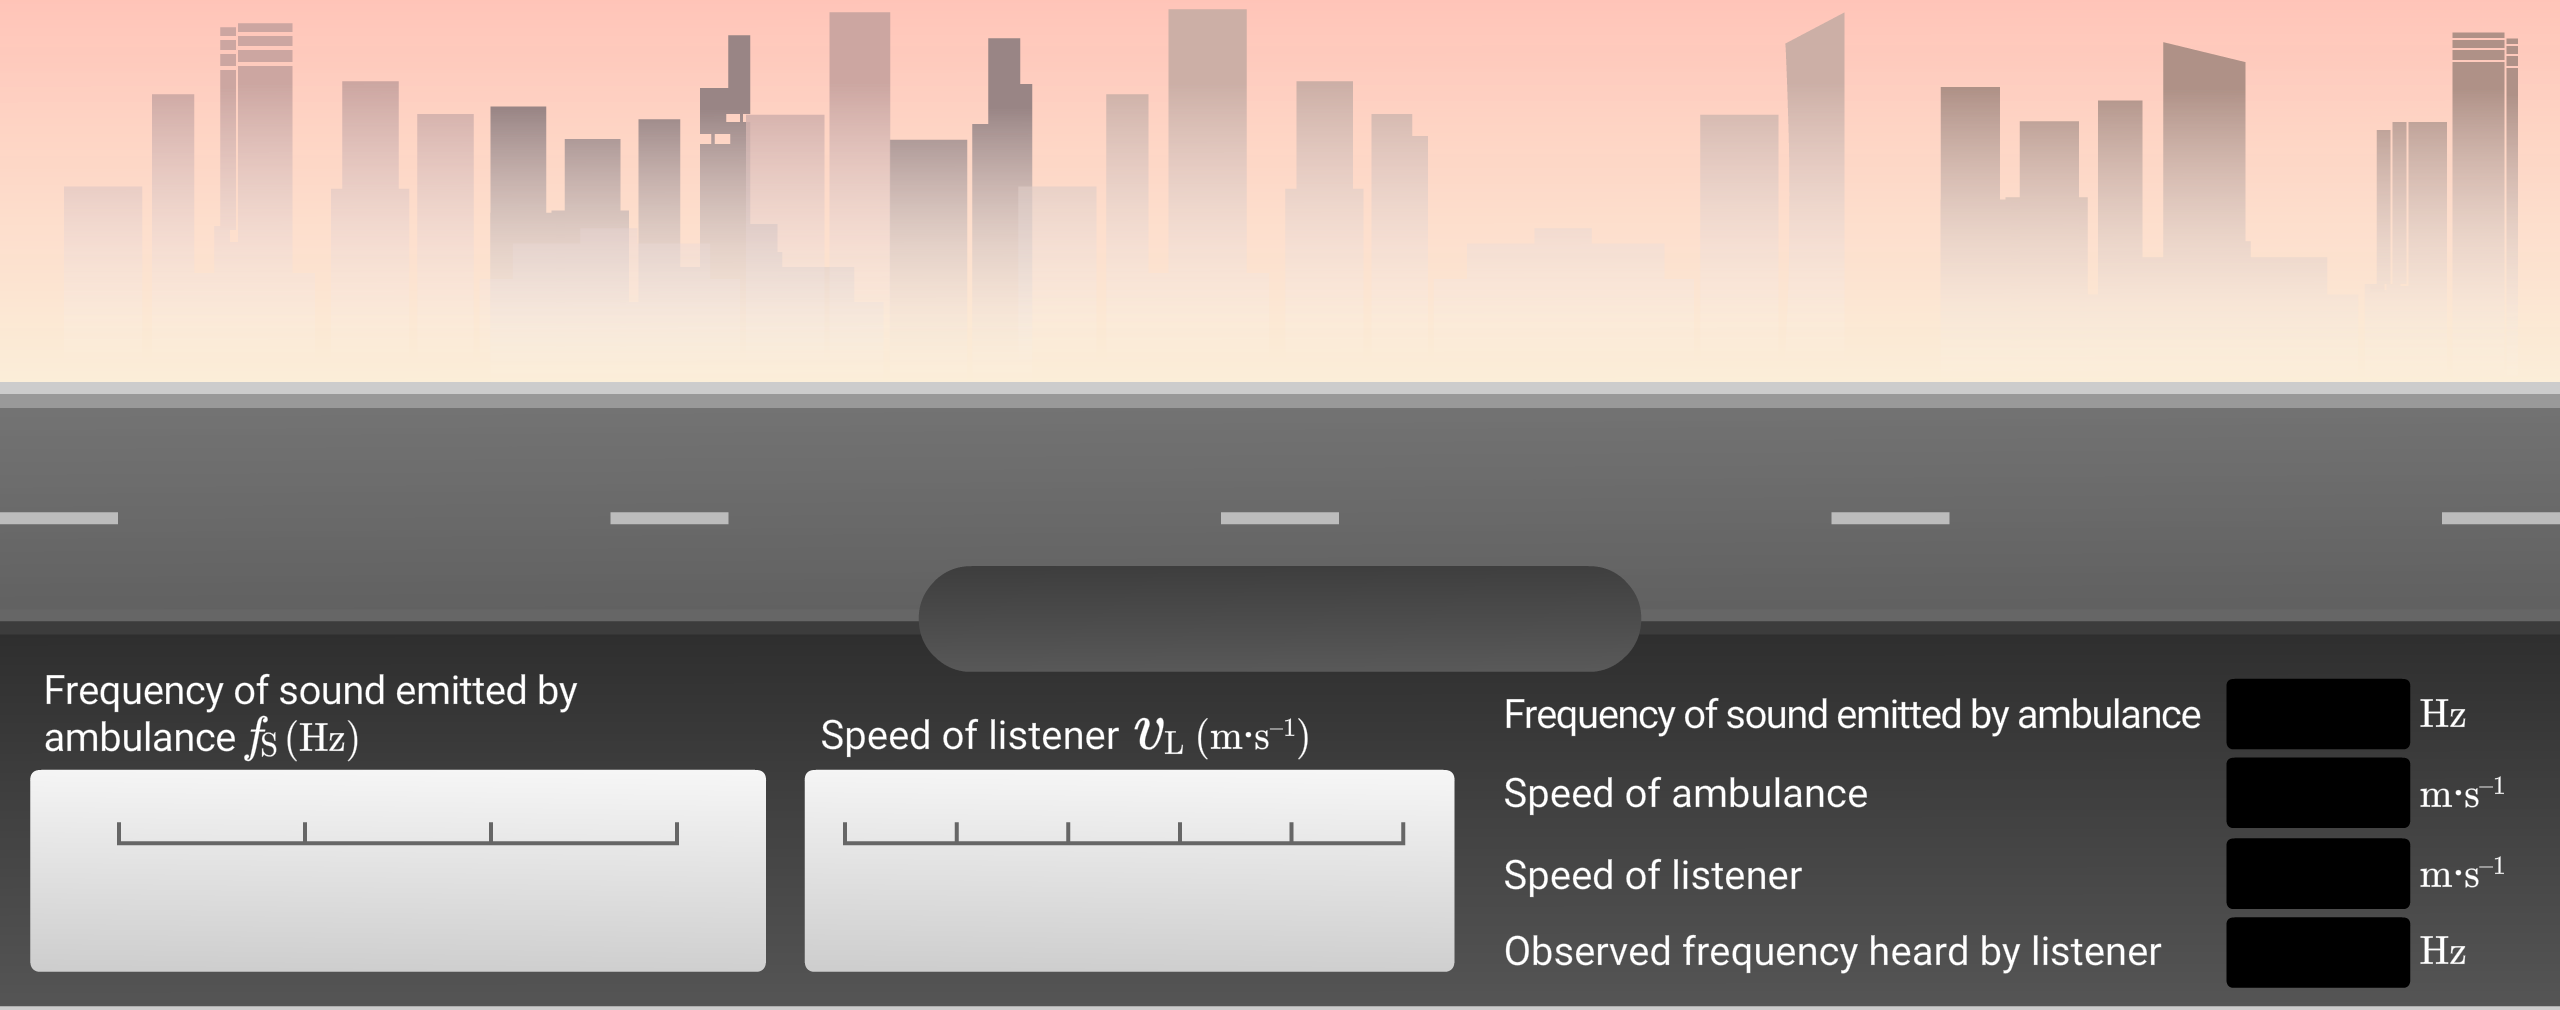 Frequency of sound emitted by
ambulance fS (Hz)
Speed of listener vL (m·s⁻¹)
Frequency of sound emitted by ambulance Hz
Speed of ambulance m·s⁻¹
Speed of listener m·s⁻¹
Observed frequency heard by listener Hz